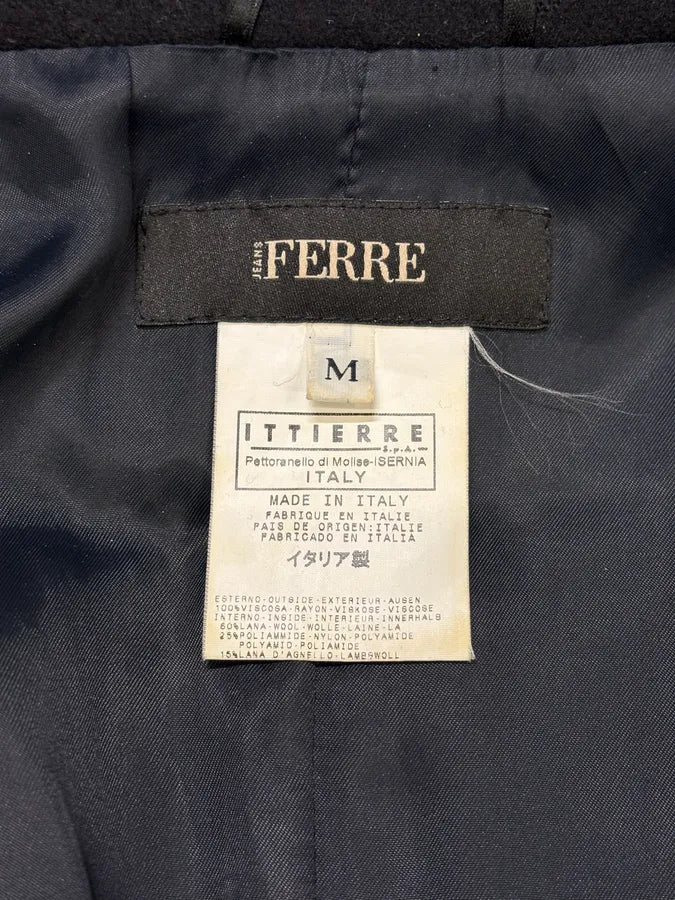 JEANS FERRE
M
ITTIERRE
S.p.A.
Pettoranello di Molise-ISERNIA
ITALY
MADE IN ITALY
FABRIQUE EN ITALIE
PAIS DE ORIGEN:ITALIE
FABRICADO EN ITALIA
イタリア製
ESTERNO-OUTSIDE-EXTERIEUR-AUSEN
100%VISCOSA-RAYON-VISKOSE-VISCOSE
INTERNO-INSIDE-INTERIEUR-INNERHALB
60%LANA-WOOL-WOLLE-LAINE-LA
25%POLIAMMIDE-NYLON-POLYAMIDE
POLYAMID-POLIAMIDE
15%LANA D'AGNELLO-LAMBSWOLL